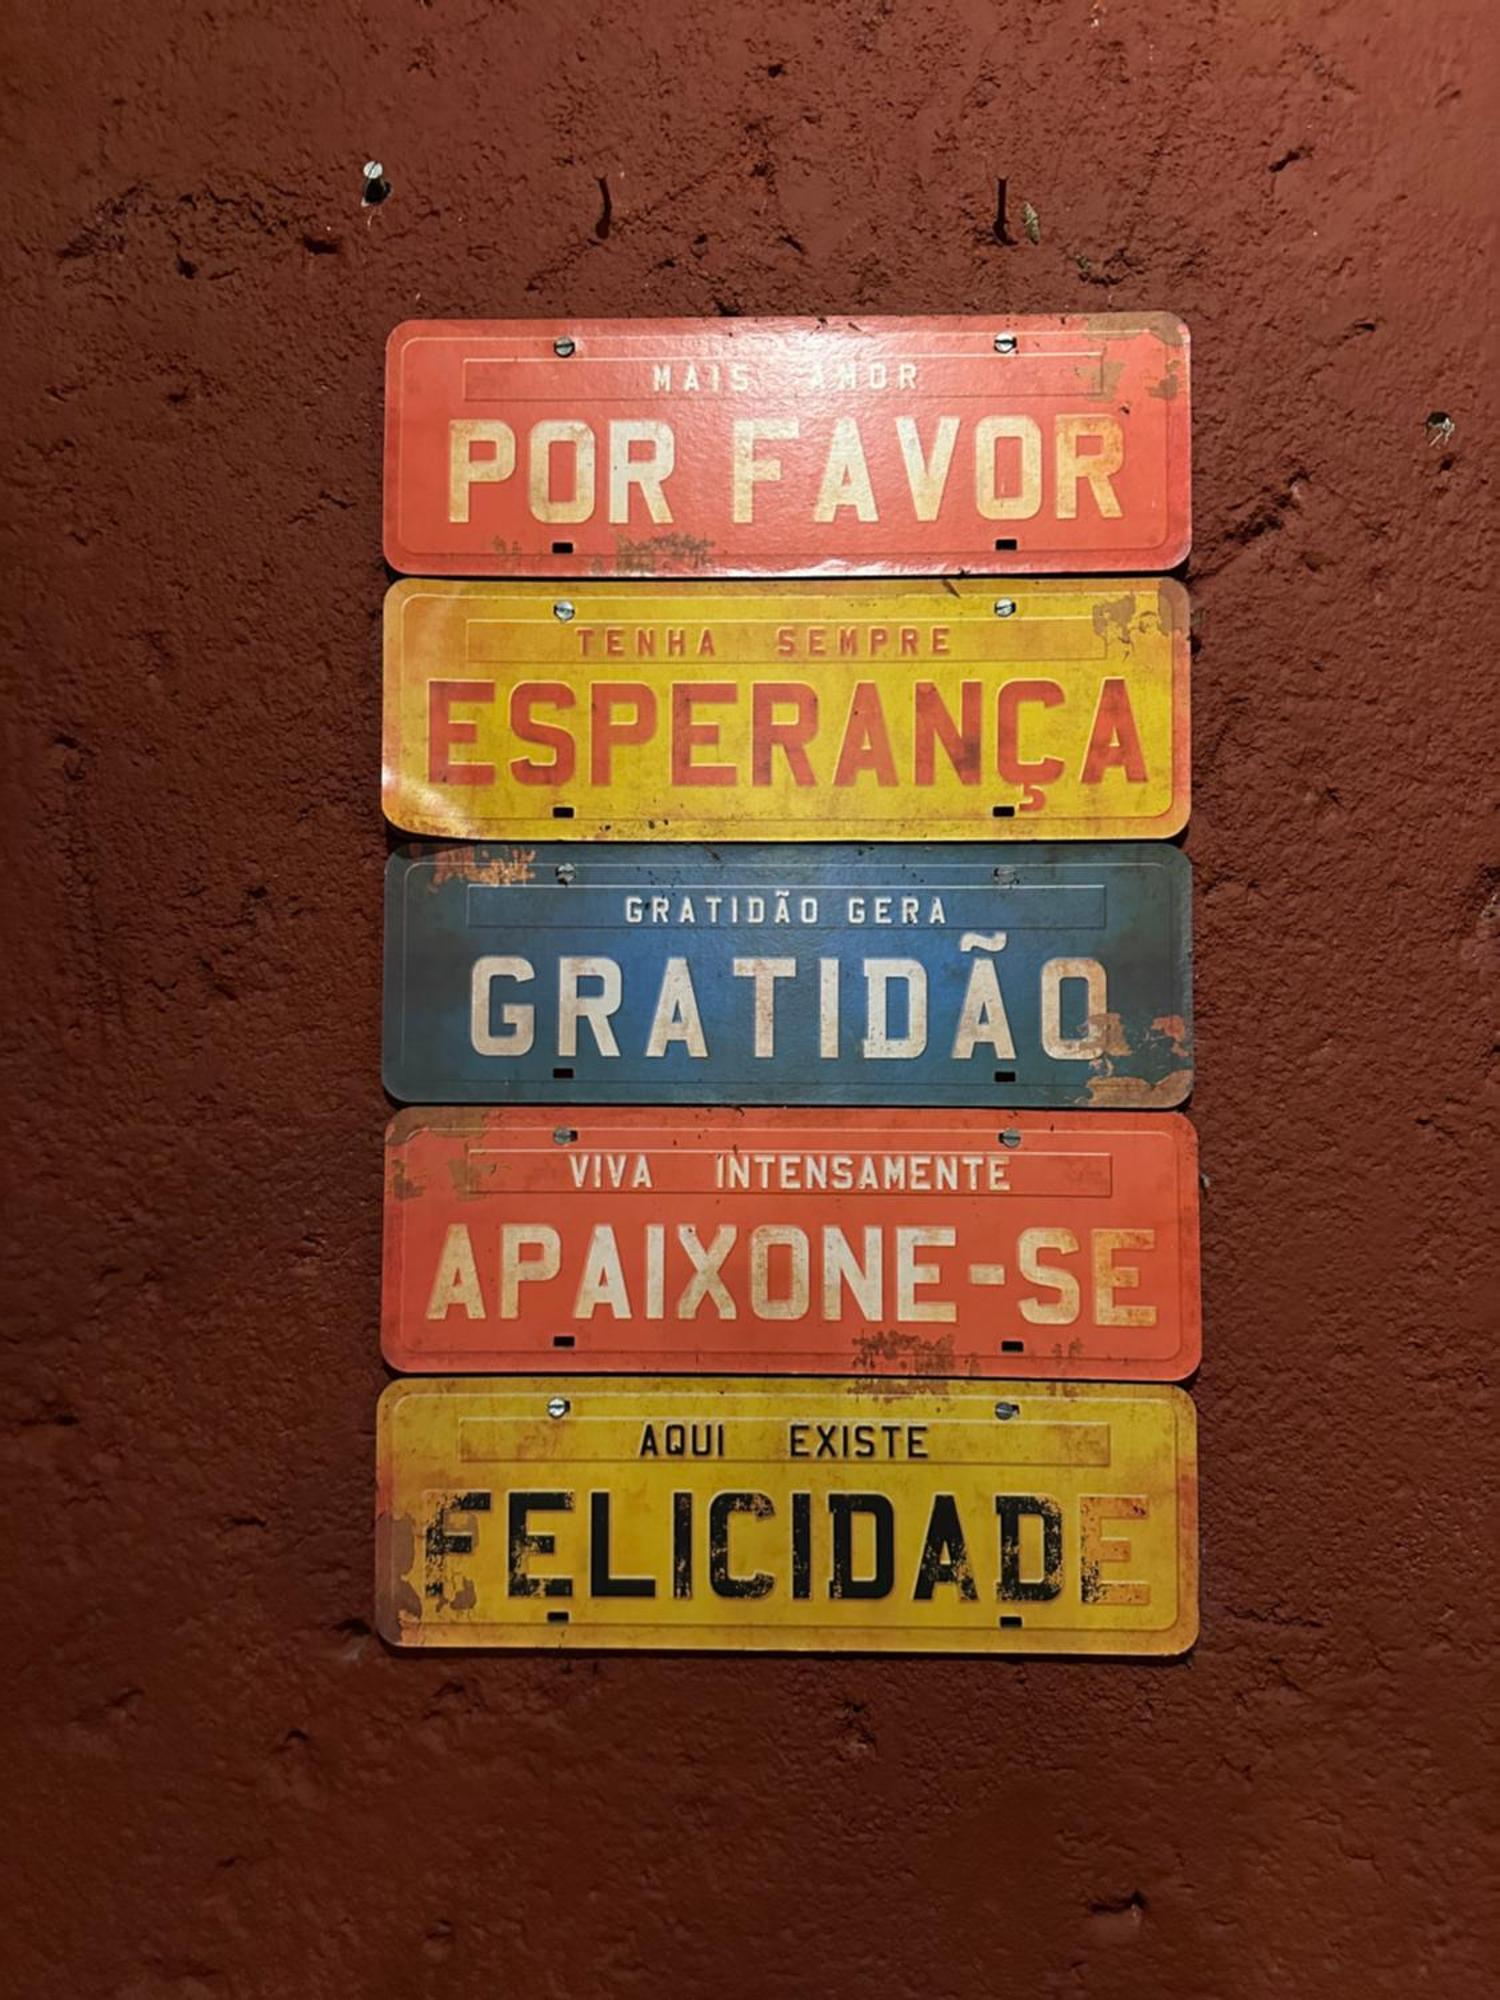 MAIS AMOR
POR FAVOR
TENHA SEMPRE
ESPERANÇA
GRATIDÃO GERA
GRATIDÃO
VIVA INTENSAMENTE
APAIXONE-SE
AQUI EXISTE
FELICIDADE